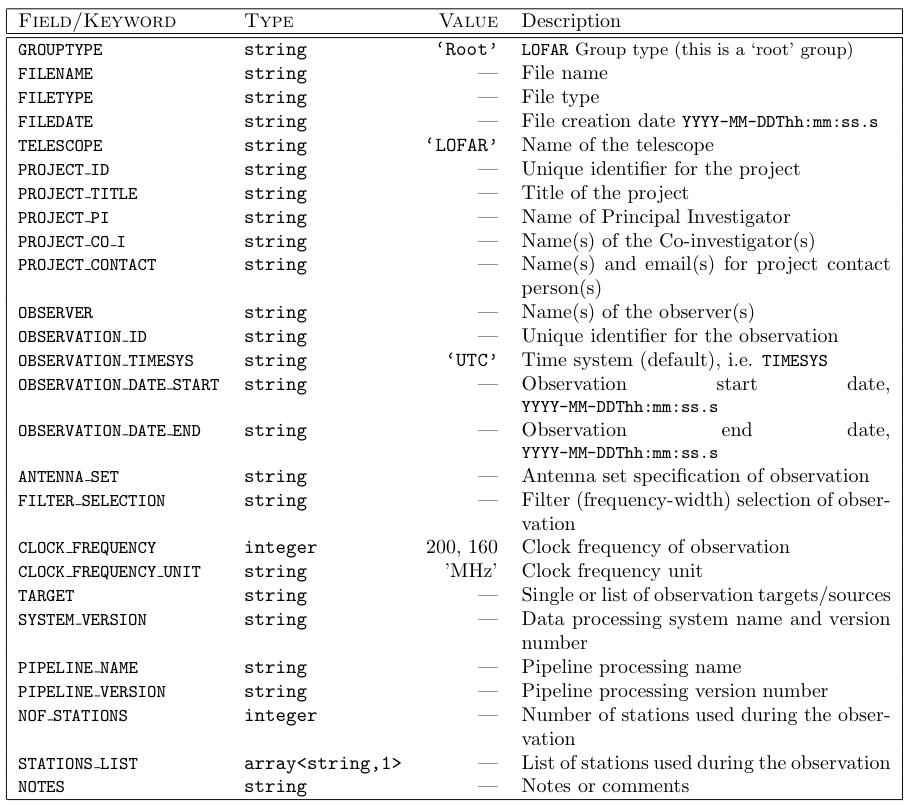 FIELD/KEYWORD TYPE VALUE Description
GROUPTYPE string ‘Root’ LOFAR Group type (this is a ‘root’ group)
FILENAME string — File name
FILETYPE string — File type
FILEDATE string — File creation date YYYY-MM-DDThh:mm:ss.s
TELESCOPE string ‘LOFAR’ Name of the telescope
PROJECT_ID string — Unique identifier for the project
PROJECT_TITLE string — Title of the project
PROJECT_PI string — Name of Principal Investigator
PROJECT_CO_I string — Name(s) of the Co-investigator(s)
PROJECT_CONTACT string — Name(s) and email(s) for project contact
person(s)
OBSERVER string — Name(s) of the observer(s)
OBSERVATION_ID string — Unique identifier for the observation
OBSERVATION_TIMESYS string ‘UTC’ Time system (default), i.e. TIMESYS
OBSERVATION_DATE_START string — Observation start date,
YYYY-MM-DDThh:mm:ss.s
OBSERVATION_DATE_END string — Observation end date,
YYYY-MM-DDThh:mm:ss.s
ANTENNA_SET string — Antenna set specification of observation
FILTER_SELECTION string — Filter (frequency-width) selection of obser-
vation
CLOCK_FREQUENCY integer 200, 160 Clock frequency of observation
CLOCK_FREQUENCY_UNIT string ’MHz’ Clock frequency unit
TARGET string — Single or list of observation targets/sources
SYSTEM_VERSION string — Data processing system name and version
number
PIPELINE_NAME string — Pipeline processing name
PIPELINE_VERSION string — Pipeline processing version number
NOF_STATIONS integer — Number of stations used during the obser-
vation
STATIONS_LIST array<string,1> — List of stations used during the observation
NOTES string — Notes or comments